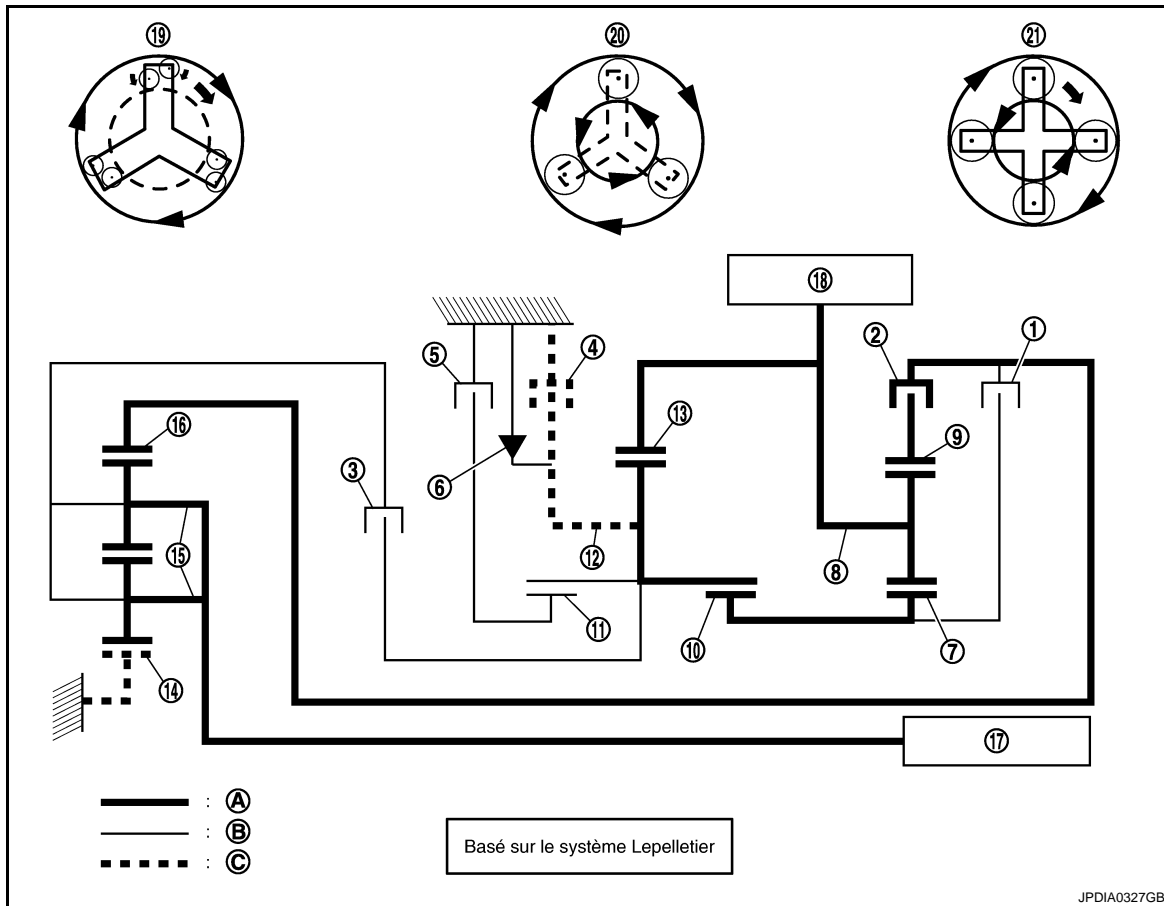 ⑲ ⑳ ㉑
⑱
② ①
⑤ ④
⑯ ⑬ ⑨
⑥
③
⑮ ⑫ ⑧
⑪ ⑩ ⑦
⑭
⑰
: Ⓐ
: Ⓑ
: Ⓒ
Basé sur le système Lepelletier
JPDIA0327GB